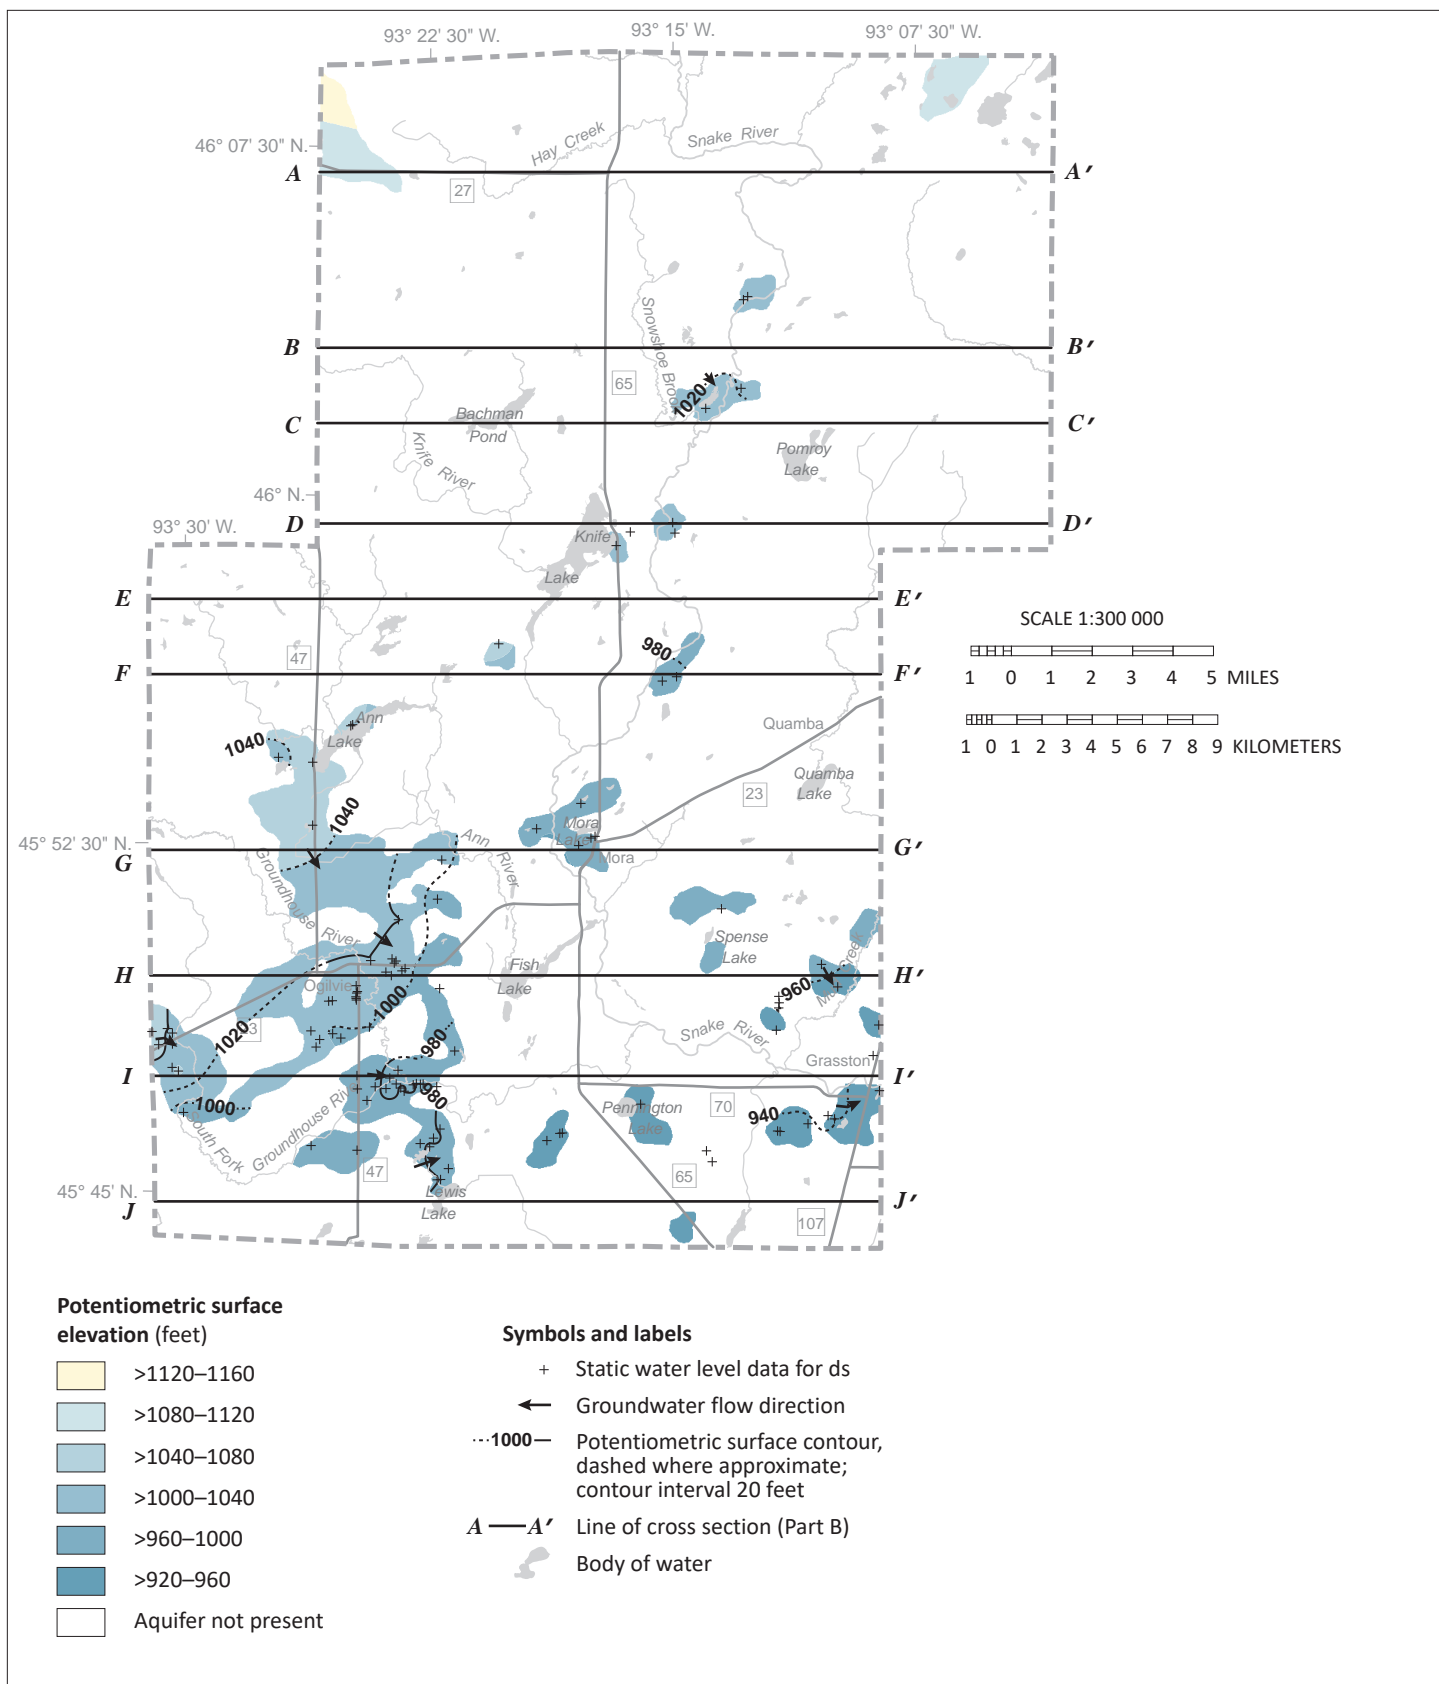 93° 22' 30" W.
93° 15' W.
93° 07' 30" W.
46° 07' 30" N.
Hay Creek
Snake River
A
A'
27
Snowshoe Brook
B
B'
65
1020
Bachman
Pond
C
C'
Knife River
Pomroy
Lake
46° N.
93° 30' W.
D
D'
Knife
Lake
E
E'
SCALE 1:300 000
1 0 1 2 3 4 5 MILES
1 0 1 2 3 4 5 6 7 8 9 KILOMETERS
980
47
F
F'
Ann
Lake
Quamba
1040
Quamba
Lake
23
1040
Mora
Lake
Mora
45° 52' 30" N.
G
G'
Ann River
Groundhouse River
Spense
Lake
H
H'
Fish
Lake
Ogilvie
960
1000
1020
23
980
Snake River
Grasston
I
I'
1000
980
Pennington
Lake
70
940
South Fork Groundhouse River
47
65
45° 45' N.
Lewis
Lake
J
J'
107
Potentiometric surface
elevation (feet)
>1120–1160
>1080–1120
>1040–1080
>1000–1040
>960–1000
>920–960
Aquifer not present
Symbols and labels
Static water level data for ds
Groundwater flow direction
1000
Potentiometric surface contour,
dashed where approximate;
contour interval 20 feet
A A' Line of cross section (Part B)
Body of water